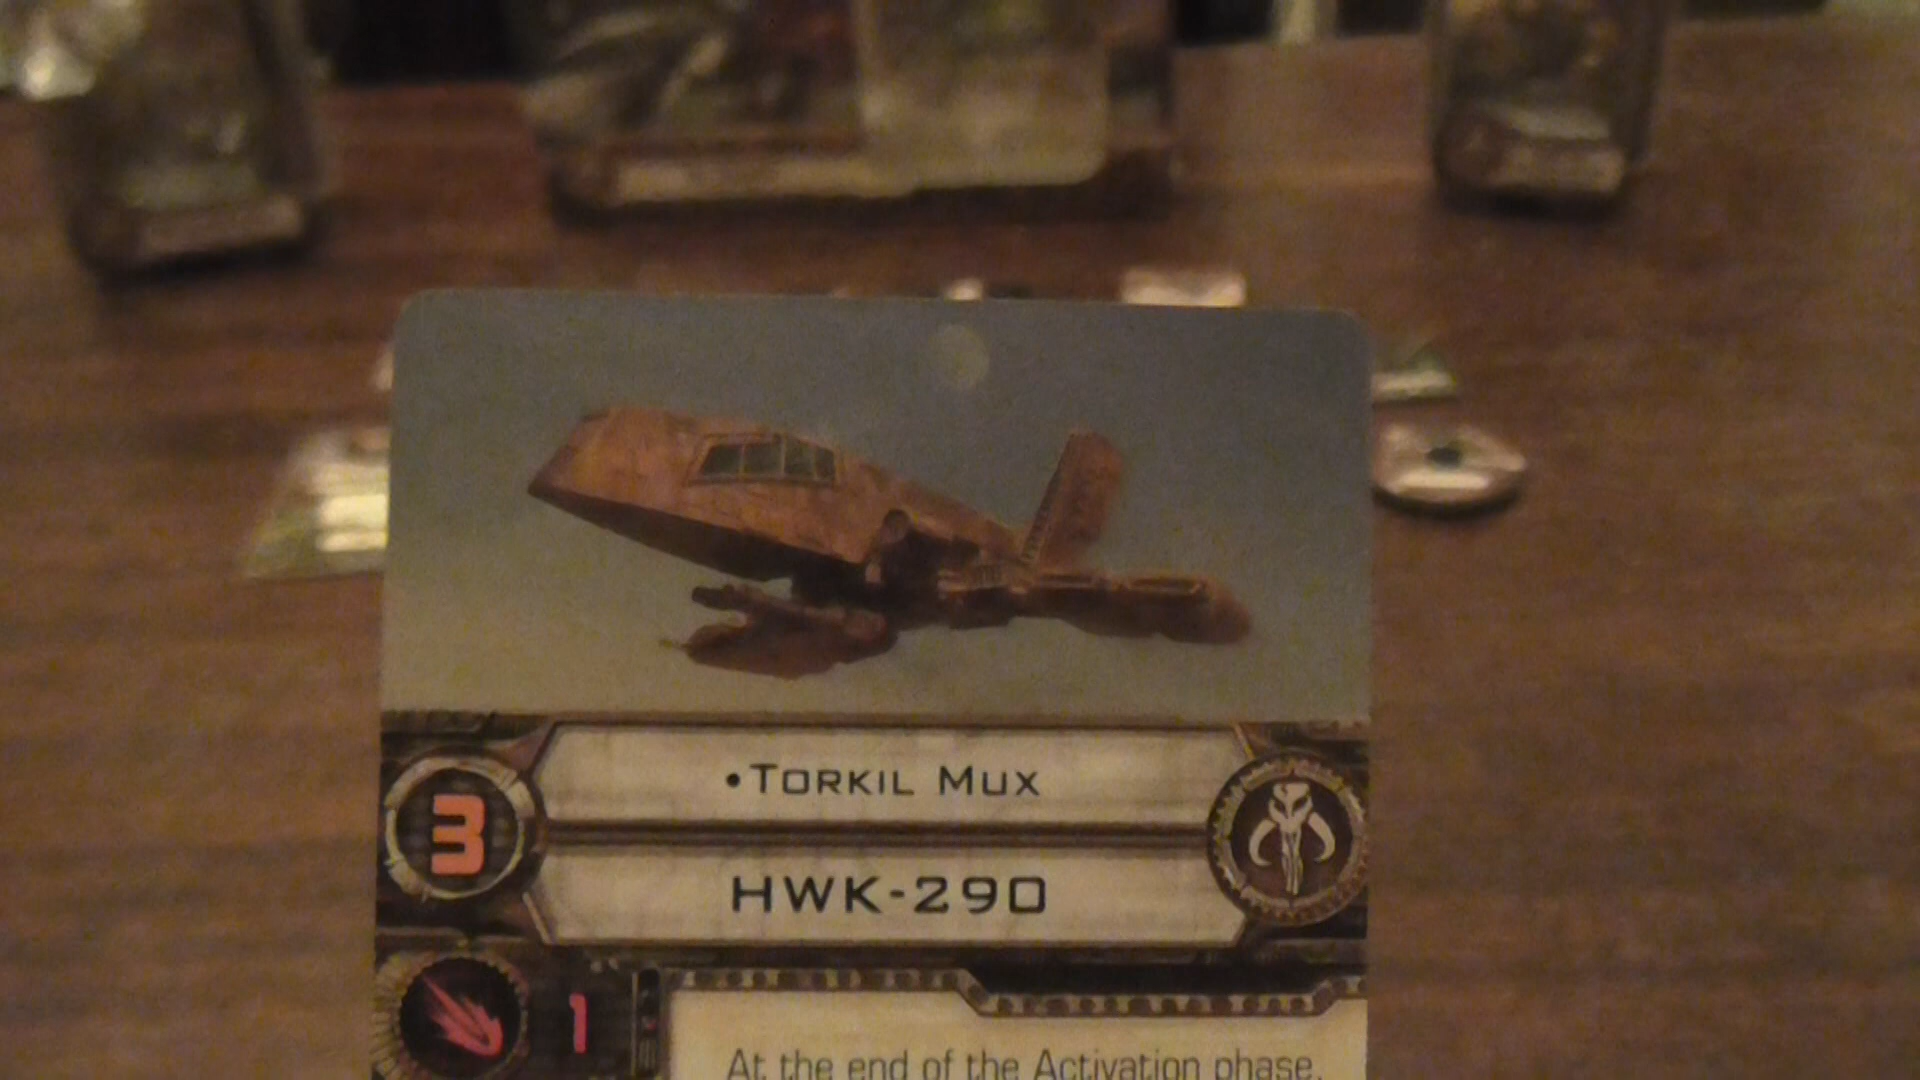 •TORKIL MUX
3
HWK-290
1
At the end of the Activation phase,